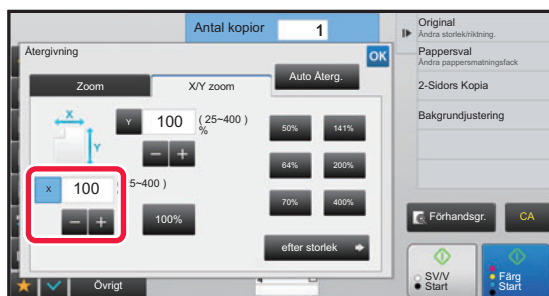 Antal kopior 1
Återgivning
OK
Zoom
X/Y zoom
Auto Återg.
X
Y
Y 100 ( 25~400 )
%
X 100 5~400 )
100%
50% 141%
64% 200%
70% 400%
efter storlek
Övrigt
Original
Ändra storlek/riktning.
Pappersval
Ändra pappersmatningsfack
2-Sidors Kopia
Bakgrundjustering
Förhandsgr.
CA
SV/V
Start
Färg
Start